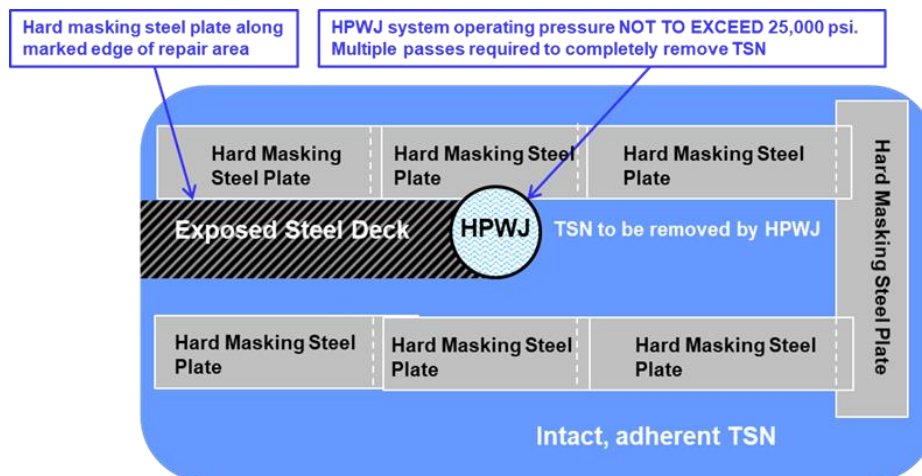 Hard masking steel plate along
marked edge of repair area
HPWJ system operating pressure NOT TO EXCEED 25,000 psi.
Multiple passes required to completely remove TSN
Hard Masking
Steel Plate
Hard Masking Steel
Plate
Hard Masking Steel
Plate
Hard Masking Steel Plate
Exposed Steel Deck
HPWJ
TSN to be removed by HPWJ
Hard Masking Steel
Plate
Hard Masking Steel
Plate
Hard Masking Steel
Plate
Intact, adherent TSN